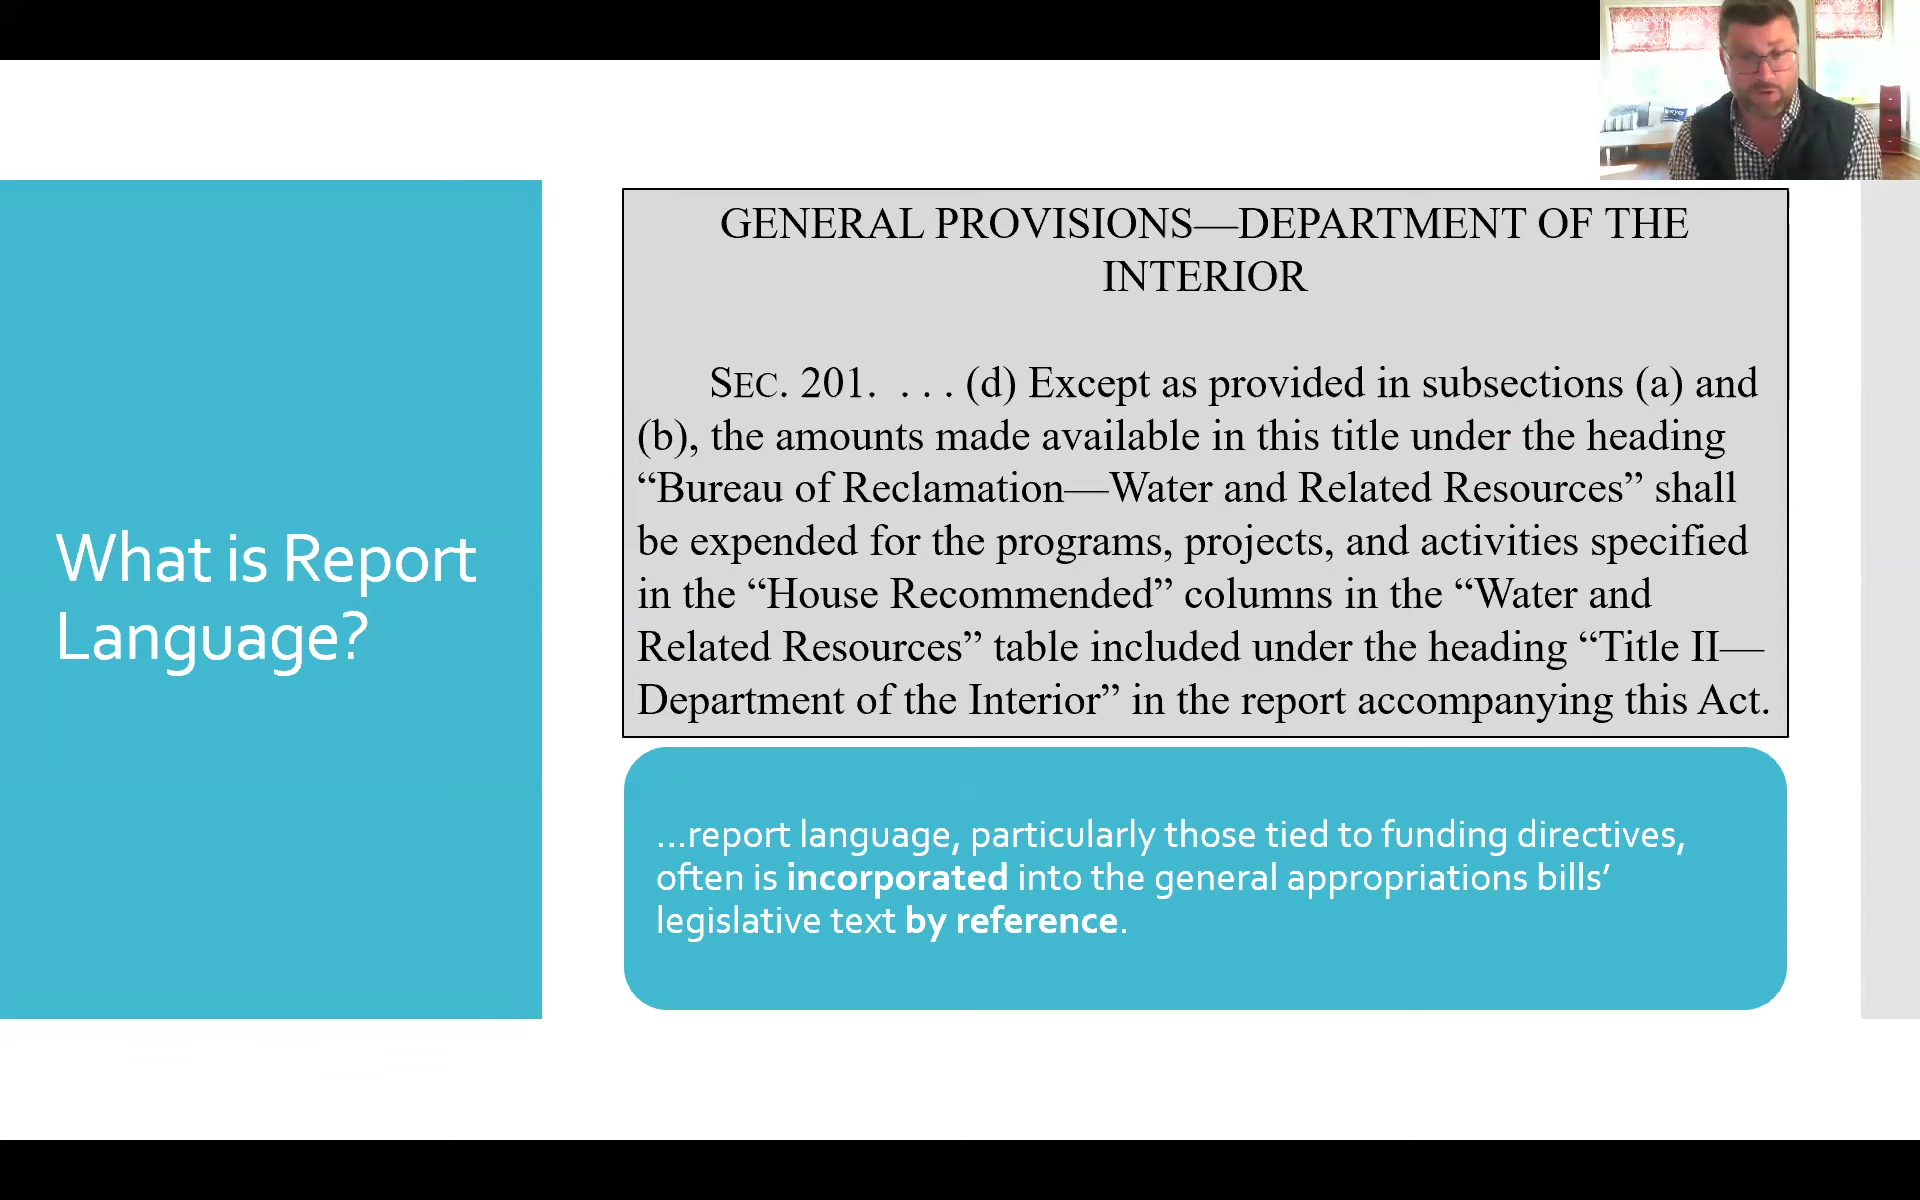 What is Report
Language?
GENERAL PROVISIONS—DEPARTMENT OF THE
INTERIOR
SEC. 201. . . . (d) Except as provided in subsections (a) and
(b), the amounts made available in this title under the heading
“Bureau of Reclamation—Water and Related Resources” shall
be expended for the programs, projects, and activities specified
in the “House Recommended” columns in the “Water and
Related Resources” table included under the heading “Title II—
Department of the Interior” in the report accompanying this Act.
...report language, particularly those tied to funding directives,
often is incorporated into the general appropriations bills’
legislative text by reference.